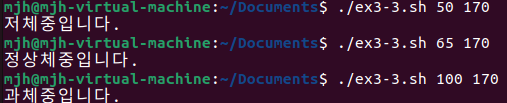 mjh@mjh-virtual-machine:~/Documents$ ./ex3-3.sh 50 170
저체중입니다.
mjh@mjh-virtual-machine:~/Documents$ ./ex3-3.sh 65 170
정상체중입니다.
mjh@mjh-virtual-machine:~/Documents$ ./ex3-3.sh 100 170
과체중입니다.